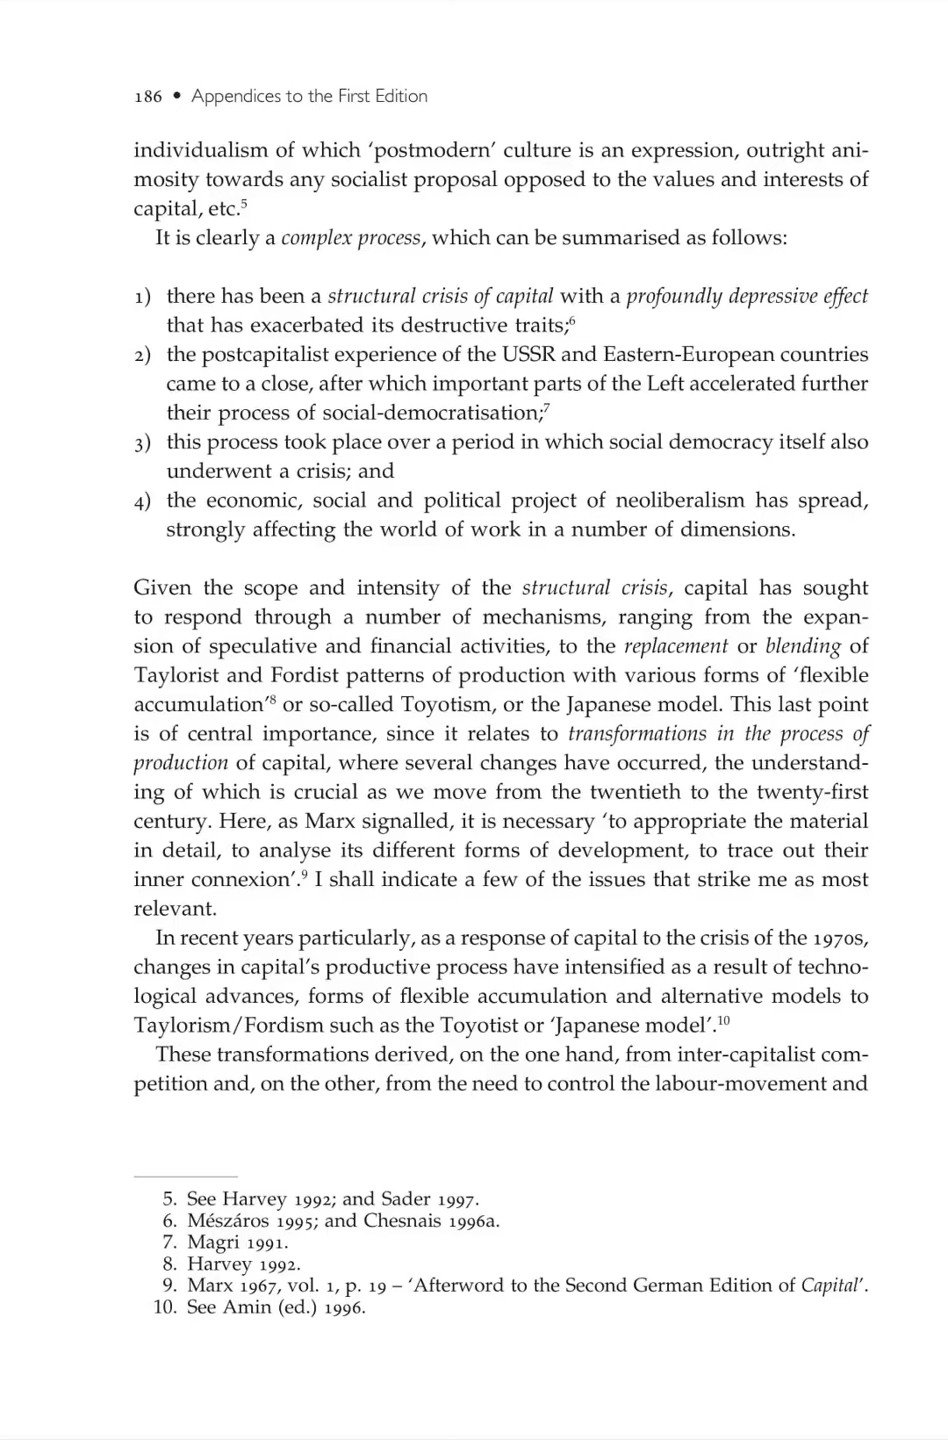 186 • Appendices to the First Edition
individualism of which ‘postmodern’ culture is an expression, outright ani-
mosity towards any socialist proposal opposed to the values and interests of
capital, etc.5
It is clearly a complex process, which can be summarised as follows:
1) there has been a structural crisis of capital with a profoundly depressive effect
that has exacerbated its destructive traits;6
2) the postcapitalist experience of the USSR and Eastern-European countries
came to a close, after which important parts of the Left accelerated further
their process of social-democratisation;7
3) this process took place over a period in which social democracy itself also
underwent a crisis; and
4) the economic, social and political project of neoliberalism has spread,
strongly affecting the world of work in a number of dimensions.
Given the scope and intensity of the structural crisis, capital has sought
to respond through a number of mechanisms, ranging from the expan-
sion of speculative and financial activities, to the replacement or blending of
Taylorist and Fordist patterns of production with various forms of ‘flexible
accumulation’8 or so-called Toyotism, or the Japanese model. This last point
is of central importance, since it relates to transformations in the process of
production of capital, where several changes have occurred, the understand-
ing of which is crucial as we move from the twentieth to the twenty-first
century. Here, as Marx signalled, it is necessary ‘to appropriate the material
in detail, to analyse its different forms of development, to trace out their
inner connexion’.9 I shall indicate a few of the issues that strike me as most
relevant.
In recent years particularly, as a response of capital to the crisis of the 1970s,
changes in capital’s productive process have intensified as a result of techno-
logical advances, forms of flexible accumulation and alternative models to
Taylorism/Fordism such as the Toyotist or ‘Japanese model’.10
These transformations derived, on the one hand, from inter-capitalist com-
petition and, on the other, from the need to control the labour-movement and
5. See Harvey 1992; and Sader 1997.
6. Mészáros 1995; and Chesnais 1996a.
7. Magri 1991.
8. Harvey 1992.
9. Marx 1967, vol. 1, p. 19 – ‘Afterword to the Second German Edition of Capital’.
10. See Amin (ed.) 1996.